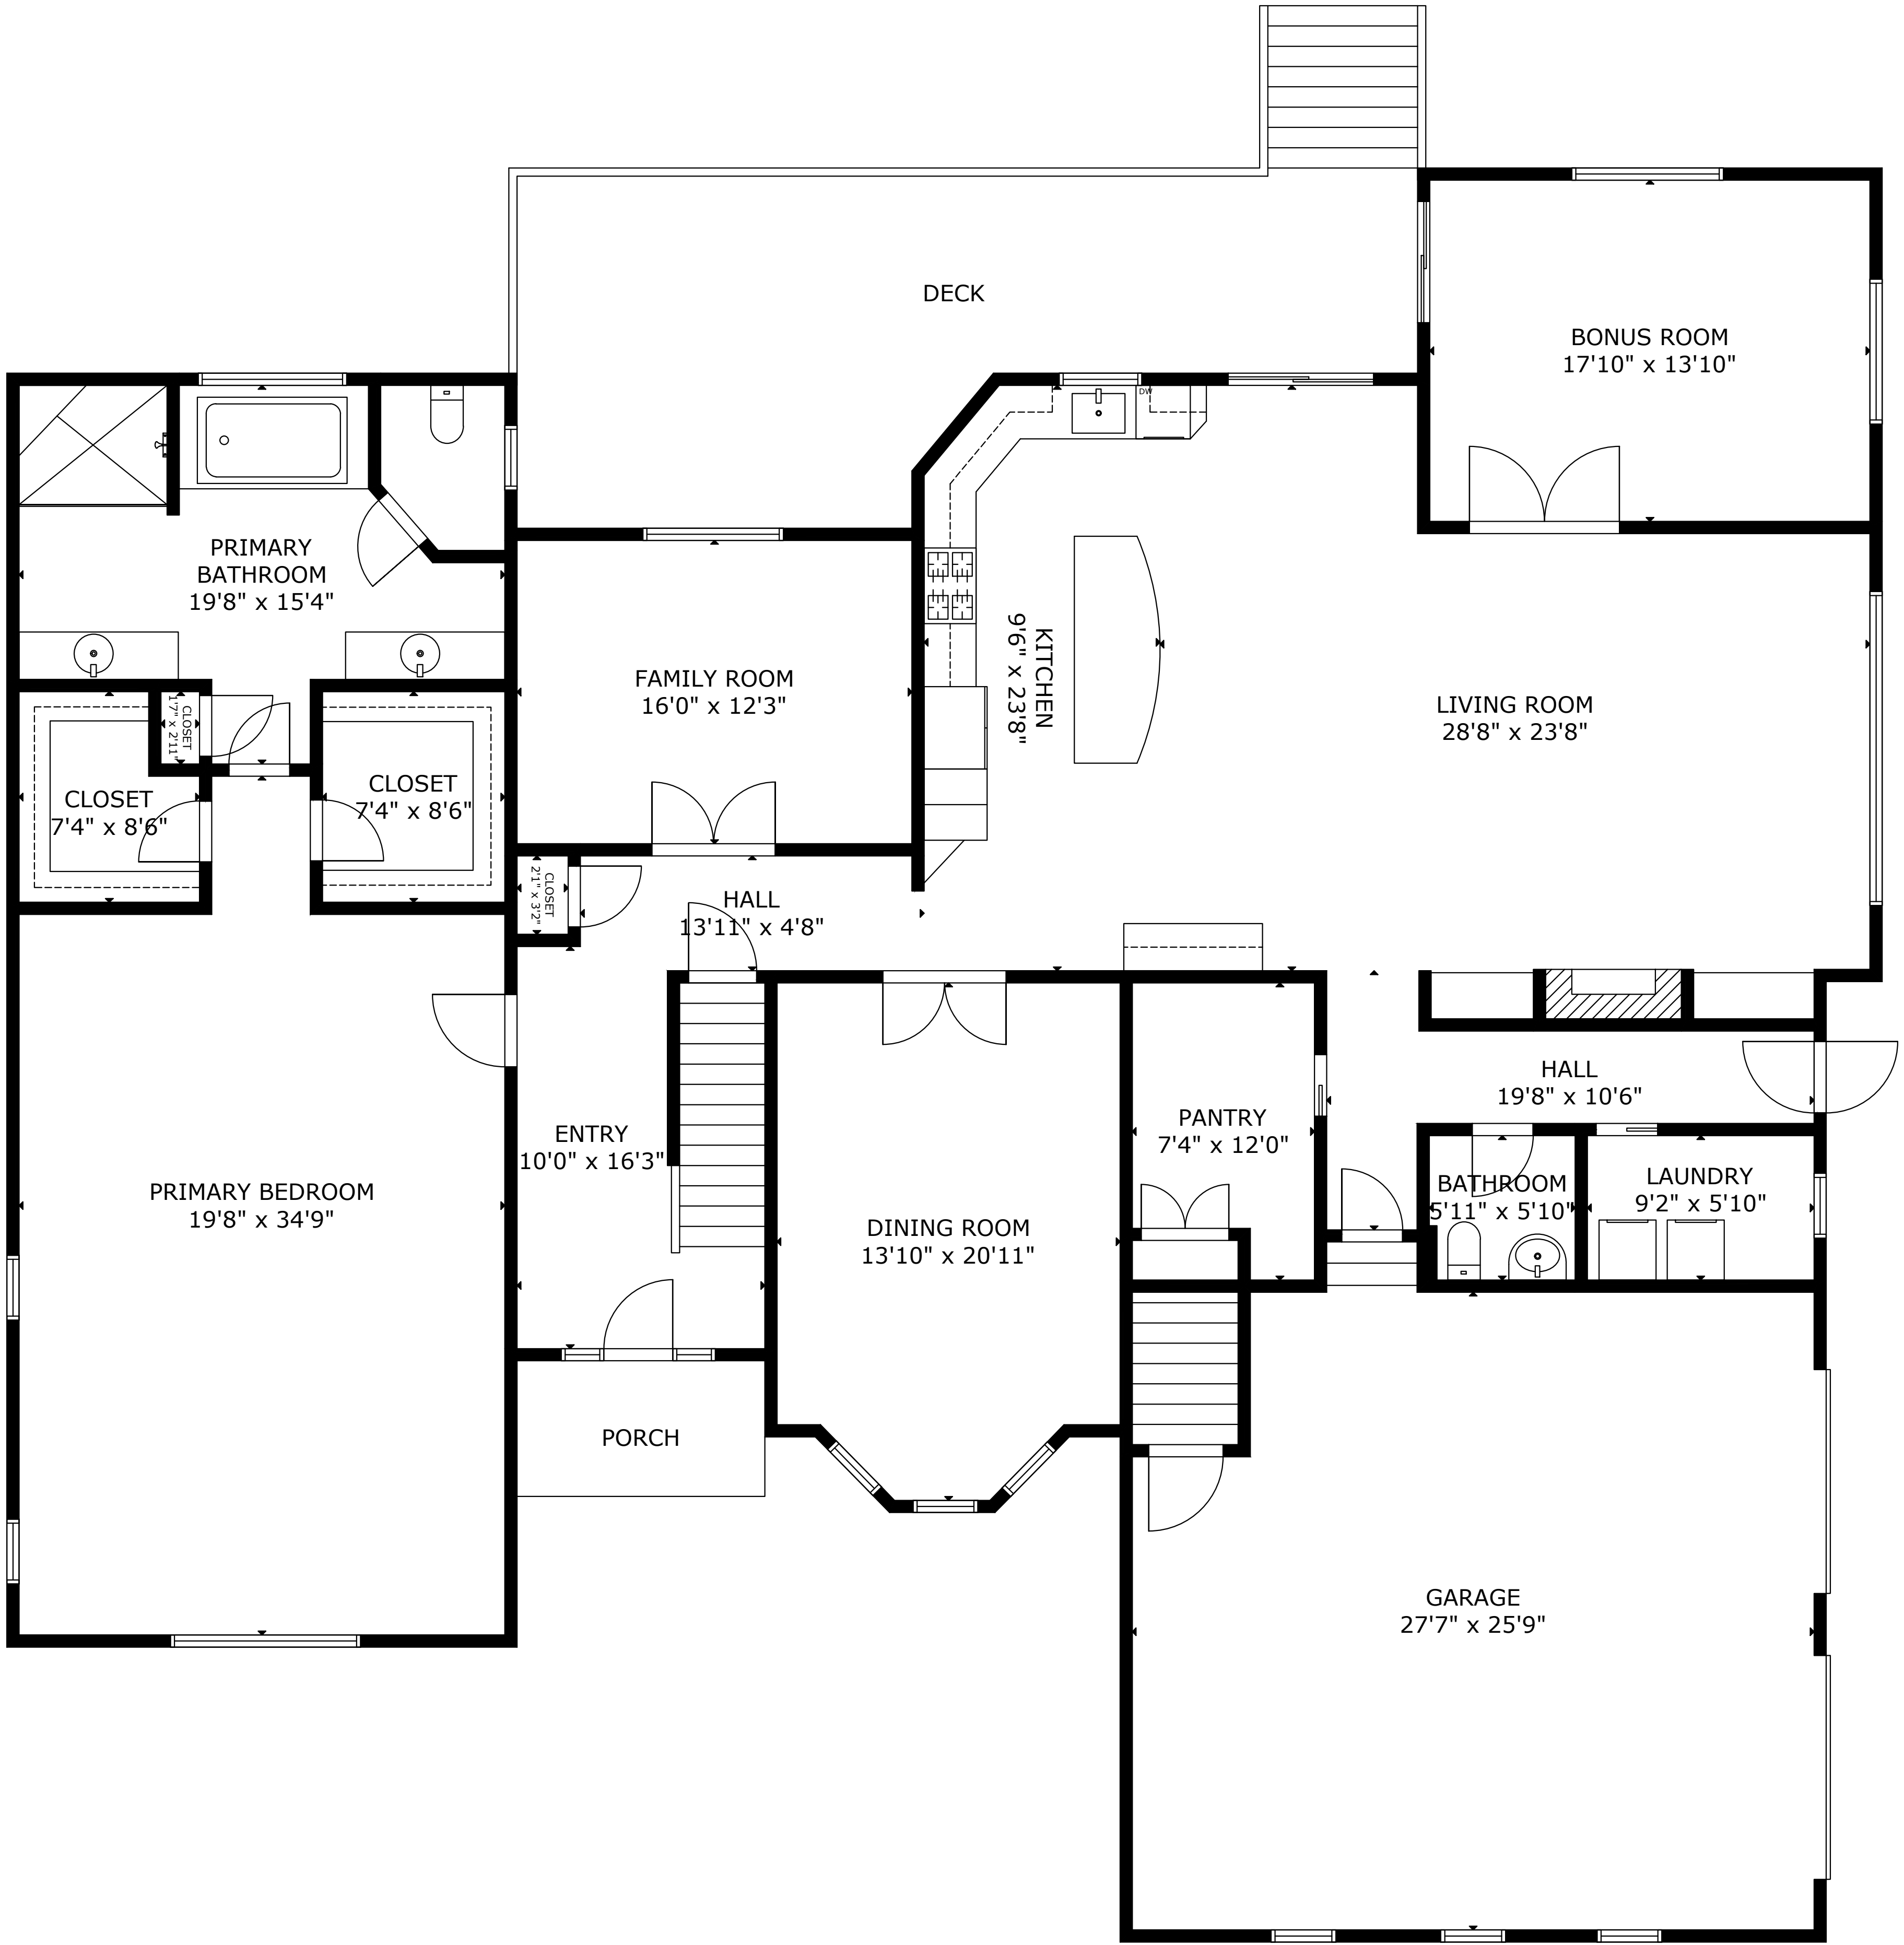 DECK
BONUS ROOM
17'10" x 13'10"
DW
PRIMARY
BATHROOM
19'8" x 15'4"
FAMILY ROOM
16'0" x 12'3"
KITCHEN
9'6" x 23'8"
LIVING ROOM
28'8" x 23'8"
CLOSET
1'7" x 2'11"
CLOSET
7'4" x 8'6"
CLOSET
7'4" x 8'6"
CLOSET
2'1" x 3'2"
HALL
13'11" x 4'8"
HALL
19'8" x 10'6"
ENTRY
10'0" x 16'3"
PANTRY
7'4" x 12'0"
BATHROOM
5'11" x 5'10"
LAUNDRY
9'2" x 5'10"
PRIMARY BEDROOM
19'8" x 34'9"
DINING ROOM
13'10" x 20'11"
PORCH
GARAGE
27'7" x 25'9"